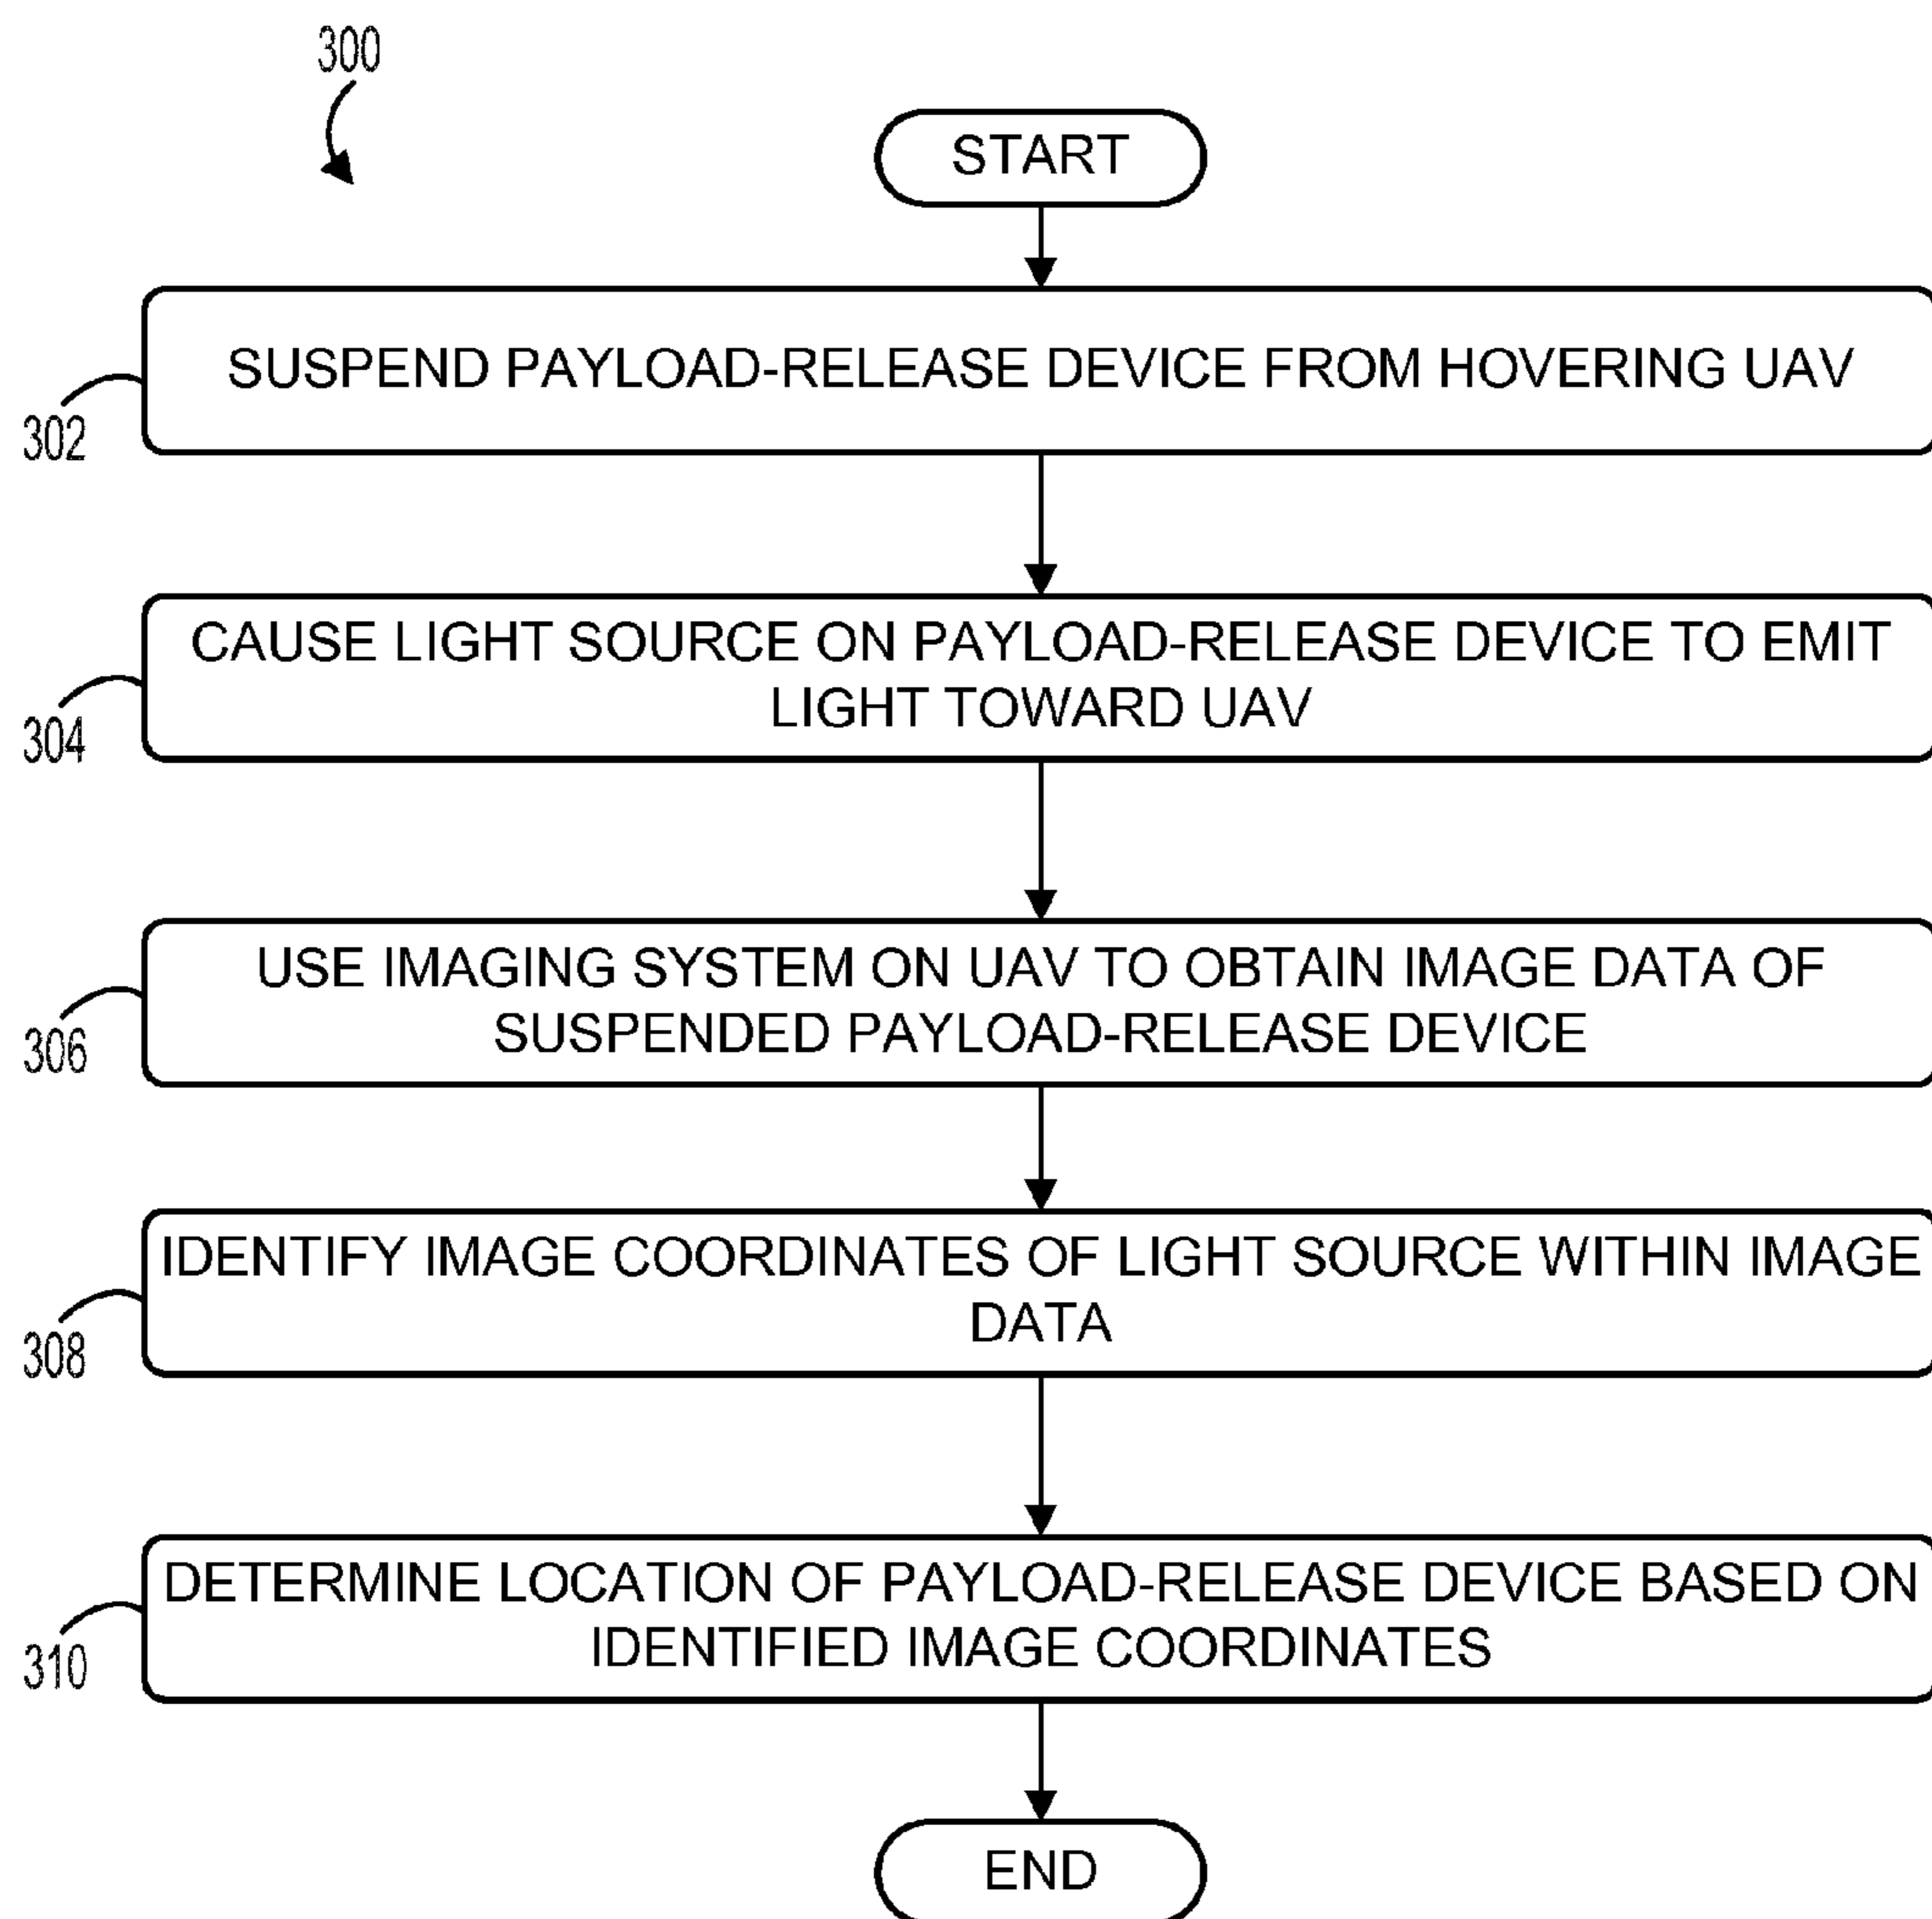 300
START
SUSPEND PAYLOAD-RELEASE DEVICE FROM HOVERING UAV
302
CAUSE LIGHT SOURCE ON PAYLOAD-RELEASE DEVICE TO EMIT
LIGHT TOWARD UAV
304
USE IMAGING SYSTEM ON UAV TO OBTAIN IMAGE DATA OF
SUSPENDED PAYLOAD-RELEASE DEVICE
306
IDENTIFY IMAGE COORDINATES OF LIGHT SOURCE WITHIN IMAGE
DATA
308
DETERMINE LOCATION OF PAYLOAD-RELEASE DEVICE BASED ON
IDENTIFIED IMAGE COORDINATES
310
END